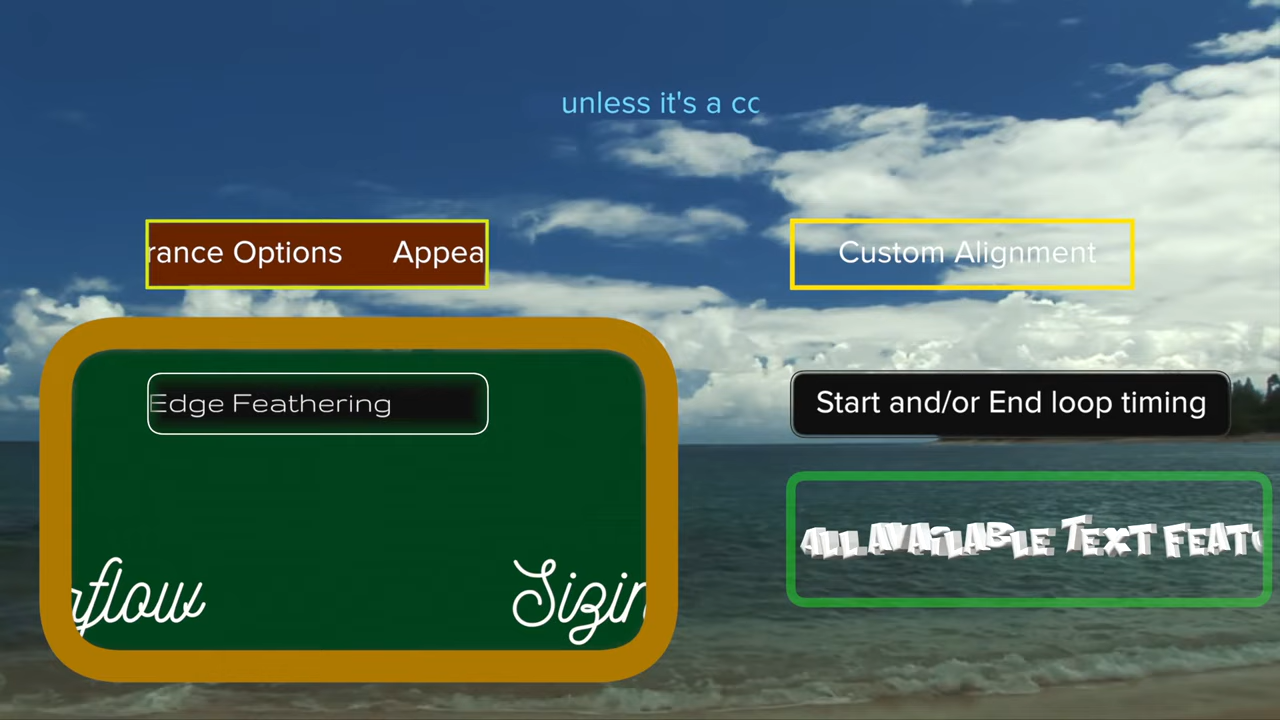 unless it's a cc
rance Options Appea
Custom Alignment
Edge Feathering
Start and/or End loop timing
ALL AVAILABLE TEXT FEATU
rflow Sizin